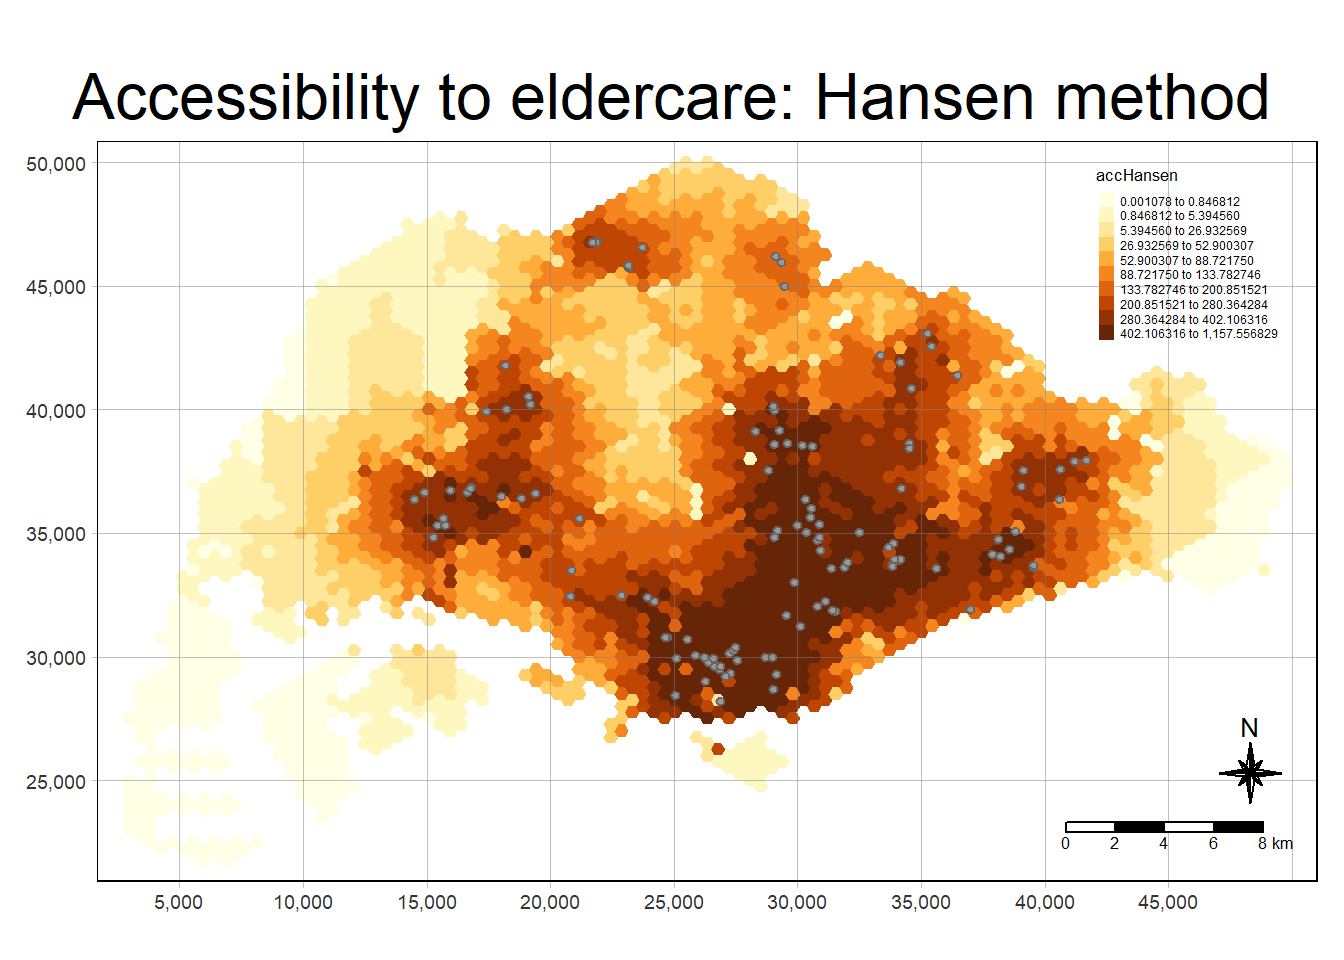 Accessibility to eldercare: Hansen method
50,000
45,000
40,000
35,000
30,000
25,000
accHansen
0.001078 to 0.846812
0.846812 to 5.394560
5.394560 to 26.932569
26.932569 to 52.900307
52.900307 to 88.721750
88.721750 to 133.782746
133.782746 to 200.851521
200.851521 to 280.364284
280.364284 to 402.106316
402.106316 to 1,157.556829
N
0 2 4 6 8 km
5,000 10,000 15,000 20,000 25,000 30,000 35,000 40,000 45,000